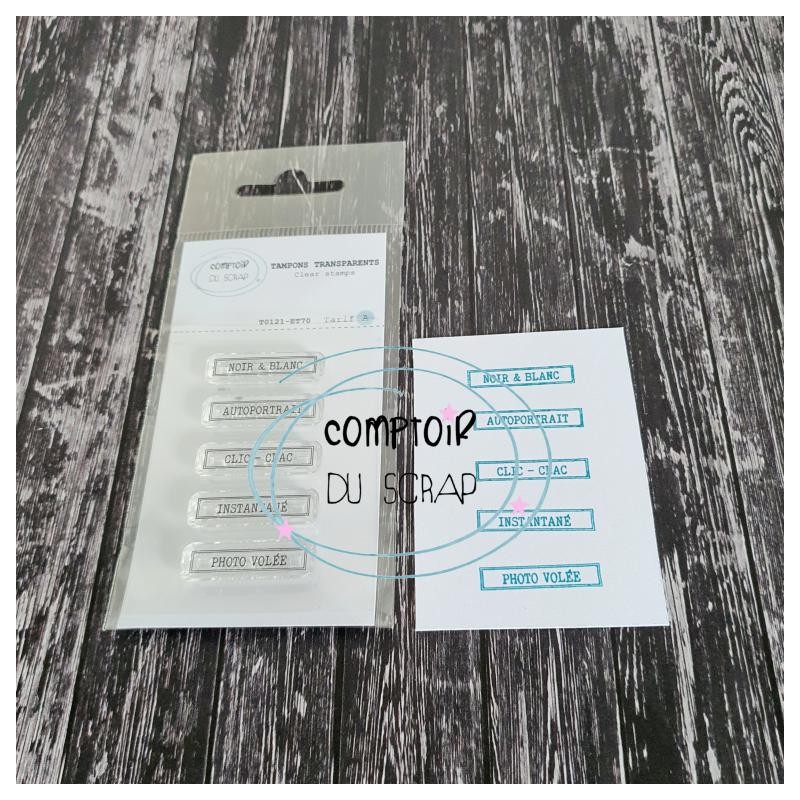 COMPTOIR
DU SCRAP
TAMPONS TRANSPARENTS
Clear stamps
T0121-ET70 Tarif A
NOIR & BLANC
AUTOPORTRAIT
CLIC - CLAC
INSTANTANÉ
PHOTO VOLÉE
NOIR & BLANC
AUTOPORTRAIT
CLIC - CLAC
INSTANTANÉ
PHOTO VOLÉE
COMPTOIR
DU SCRAP